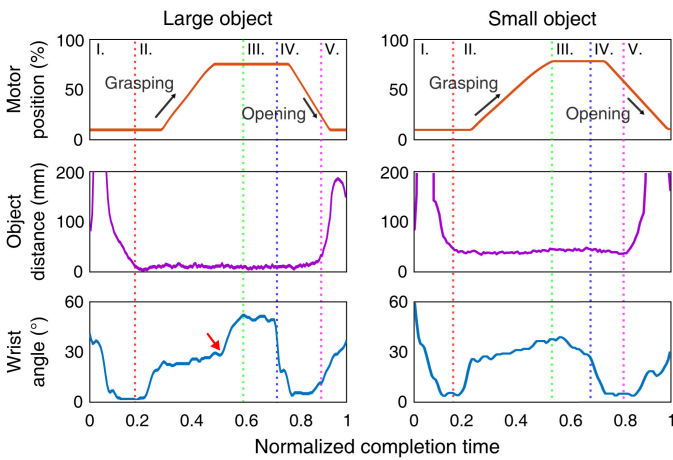 Large object
Small object
Motor
position (%)
100
50
0
I. II. III. IV. V.
Grasping
Opening
100
50
0
I. II. III. IV. V.
Grasping
Opening
Object
distance (mm)
200
100
0
200
100
0
Wrist
angle (°)
60
30
0
60
30
0
0 0.2 0.4 0.6 0.8 1
0 0.2 0.4 0.6 0.8 1
Normalized completion time